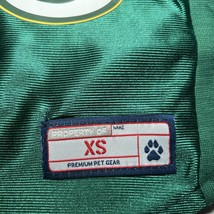 PROPERTY OF
NAME
XS
PREMIUM PET GEAR